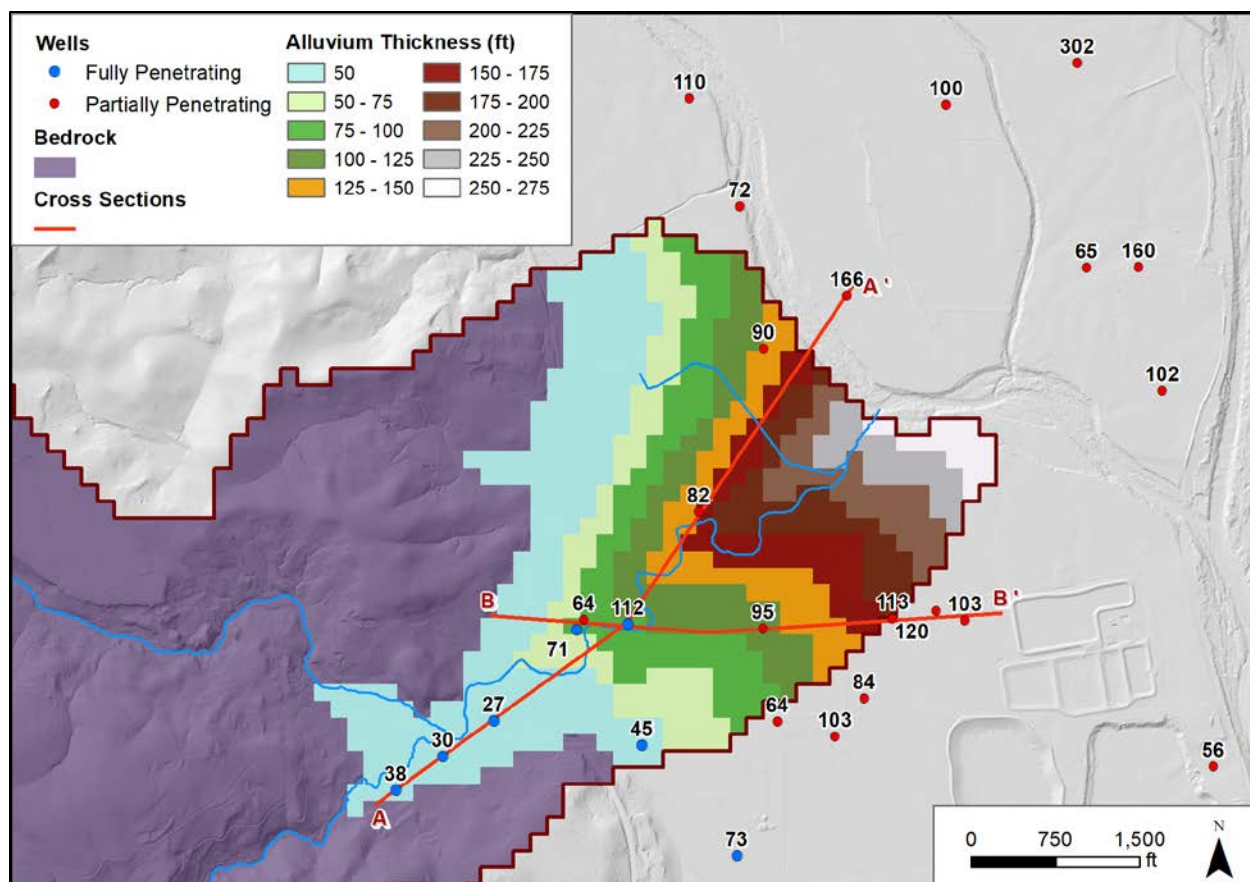 Wells
Fully Penetrating
Partially Penetrating
Bedrock
Cross Sections
Alluvium Thickness (ft)
50
50 - 75
75 - 100
100 - 125
125 - 150
150 - 175
175 - 200
200 - 225
225 - 250
250 - 275
302
110
100
72
65 160
166 A '
90
102
82
B 64 112 95 113 103 B '
71 120
27
84
64
103
30 45
56
38
A
73
0 750 1,500
ft
N